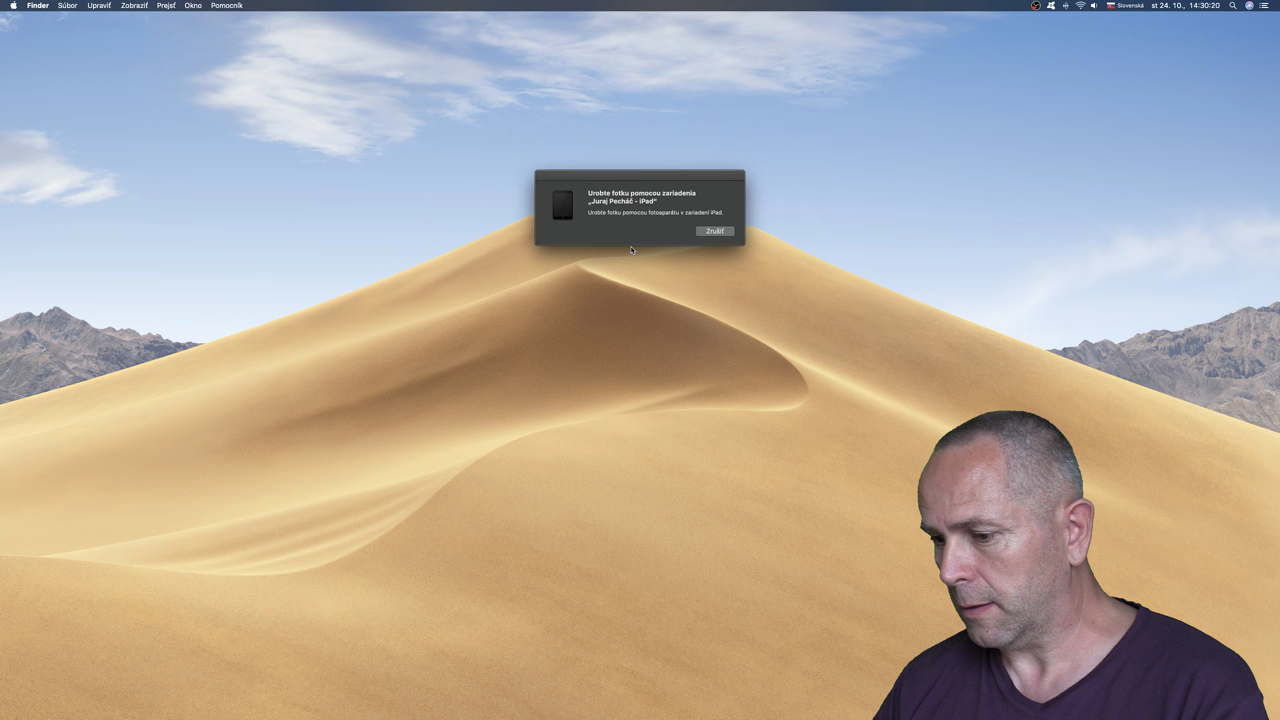 Finder Súbor Upraviť Zobraziť Prejsť Okno Pomocník
Slovenská st 24. 10., 14:30:20
Urobte fotku pomocou zariadenia
„Juraj Pecháč - iPad“
Urobte fotku pomocou fotoaparátu v zariadení iPad.
Zrušiť